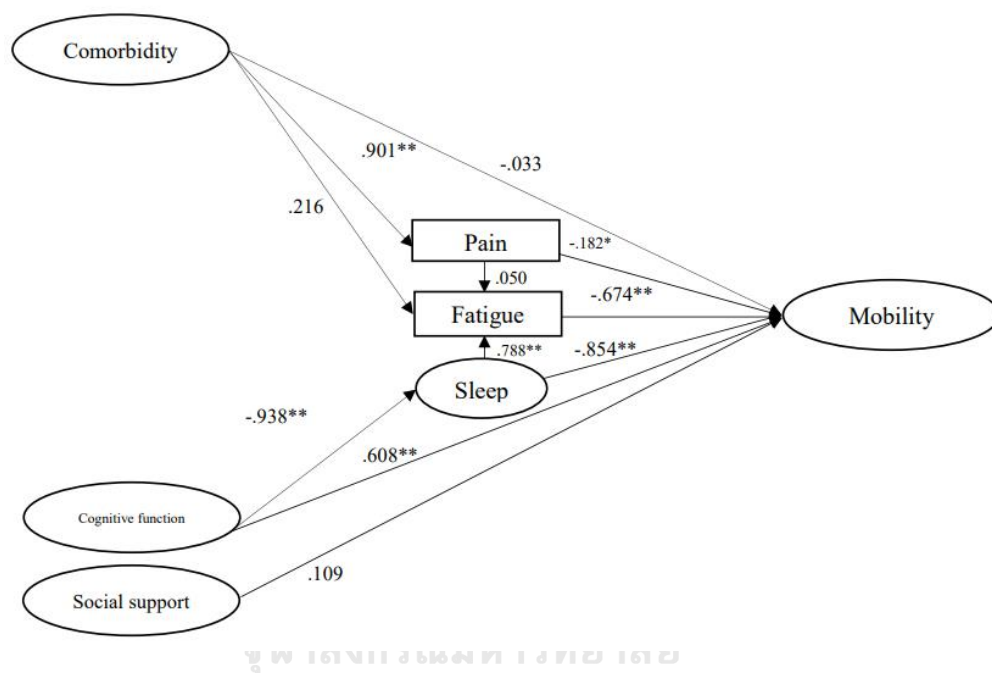 Comorbidity
.901**
-.033
.216
Pain
-.182*
.050
-.674**
Fatigue
Mobility
.788**
-.854**
Sleep
-.938**
.608**
Cognitive function
.109
Social support